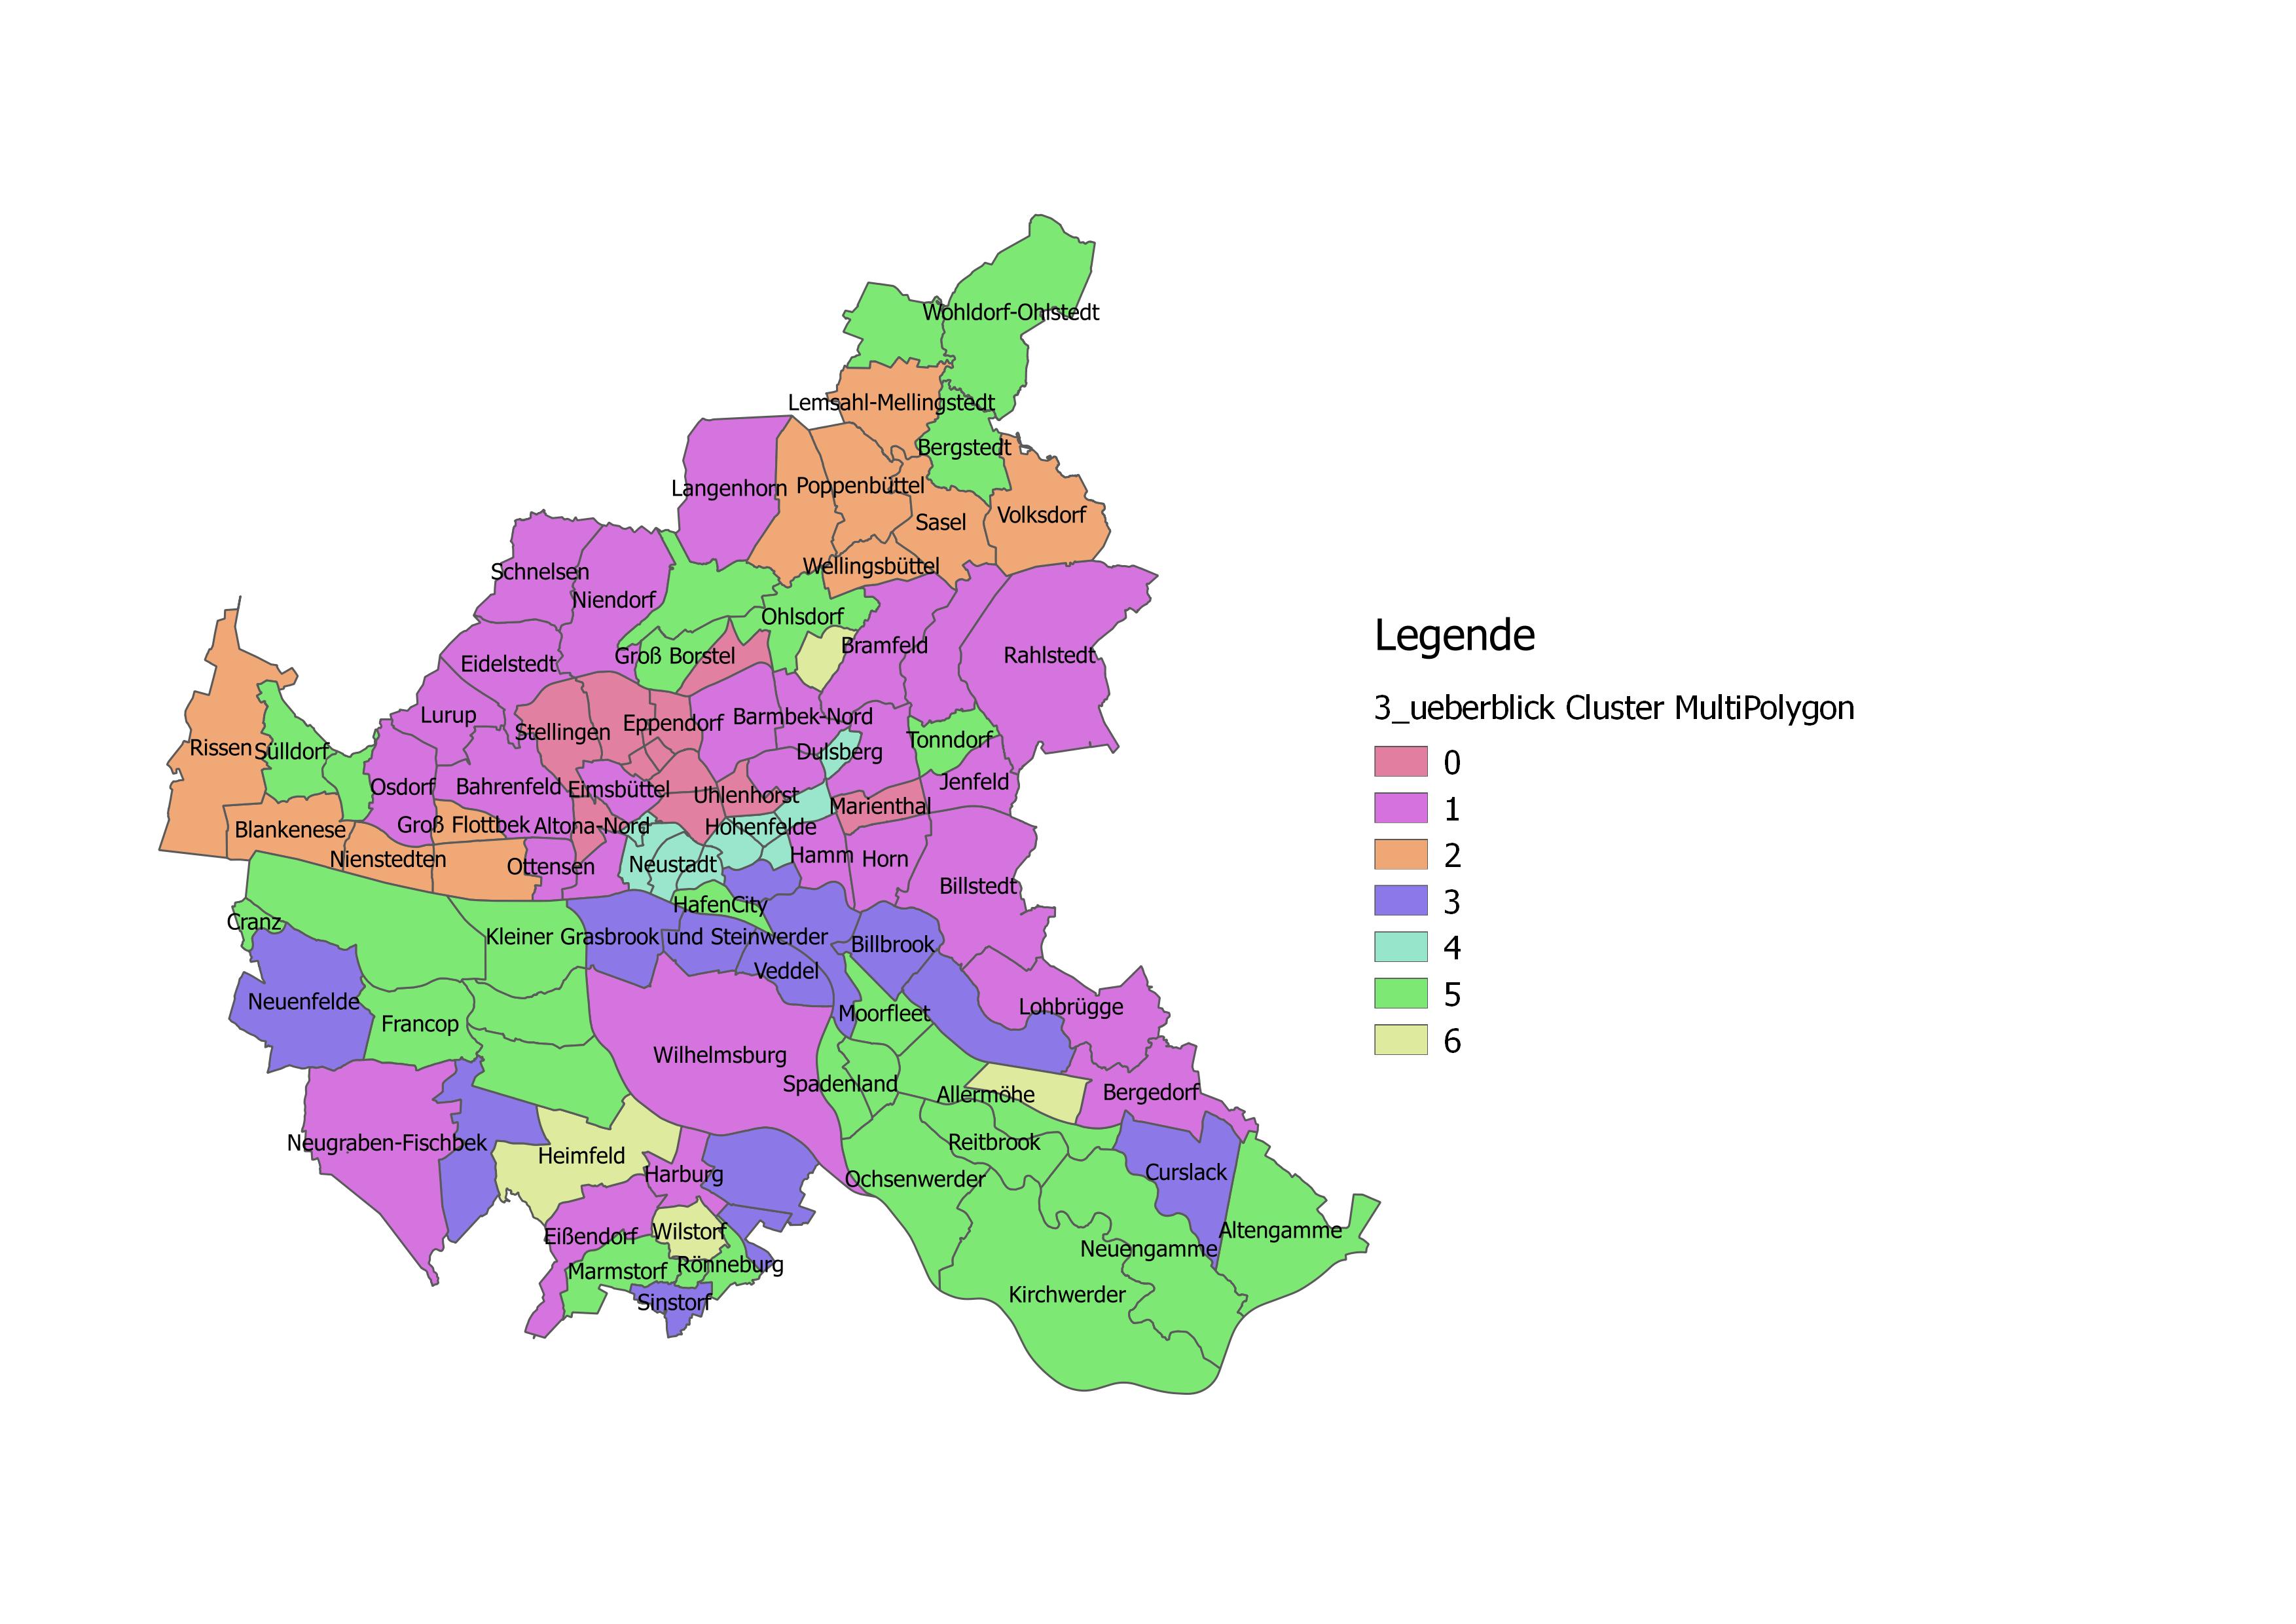 Wohldorf-Ohlstedt
Lemsahl-Mellingstedt
Bergstedt
Langenhorn
Poppenbüttel
Sasel
Volksdorf
Wellingsbüttel
Schnelsen
Niendorf
Ohlsdorf
Bramfeld
Rahlstedt
Groß Borstel
Eidelstedt
Lurup
Stellingen
Eppendorf
Barmbek-Nord
Rissen
Sülldorf
Dulsberg
Tonndorf
Jenfeld
Osdorf
Bahrenfeld
Eimsbüttel
Uhlenhorst
Marienthal
Blankenese
Groß Flottbek
Altona-Nord
Hohenfelde
Nienstedten
Ottensen
Neustadt
Hamm
Horn
Billstedt
HafenCity
Cranz
Kleiner Grasbrook und Steinwerder
Billbrook
Veddel
Neuenfelde
Francop
Moorfleet
Lohbrügge
Wilhelmsburg
Spadenland
Allermöhe
Bergedorf
Neugraben-Fischbek
Heimfeld
Harburg
Reitbrook
Ochsenwerder
Curslack
Eißendorf
Wilstorf
Altengamme
Neuengamme
Marmstorf
Rönneburg
Sinstorf
Kirchwerder
Legende
3_ueberblick Cluster MultiPolygon
0
1
2
3
4
5
6